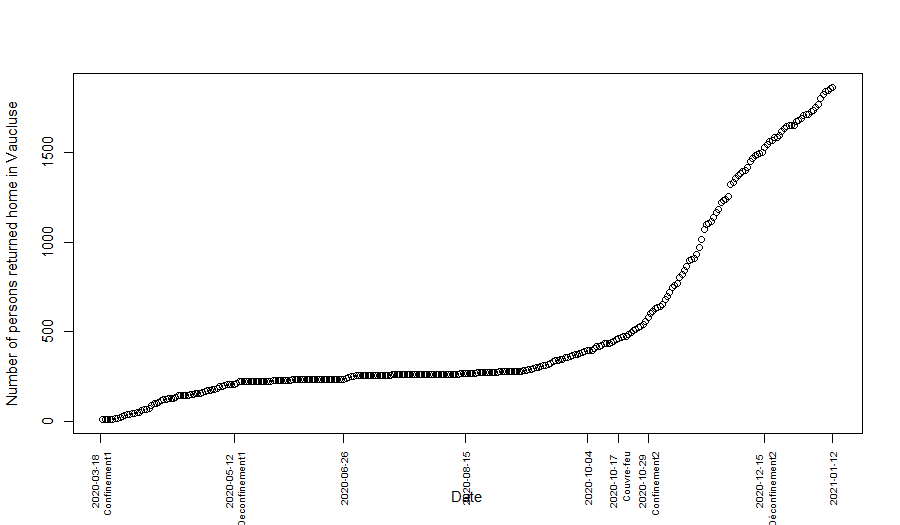 Number of persons returned home in Vaucluse
1500
1000
500
0
2020-03-18
Confinement1
2020-05-12
Deconfinement1
2020-06-26
2020-08-15
2020-10-04
2020-10-17
Couvre-feu
2020-10-29
Confinement2
2020-12-15
Déconfinement2
2021-01-12
Date